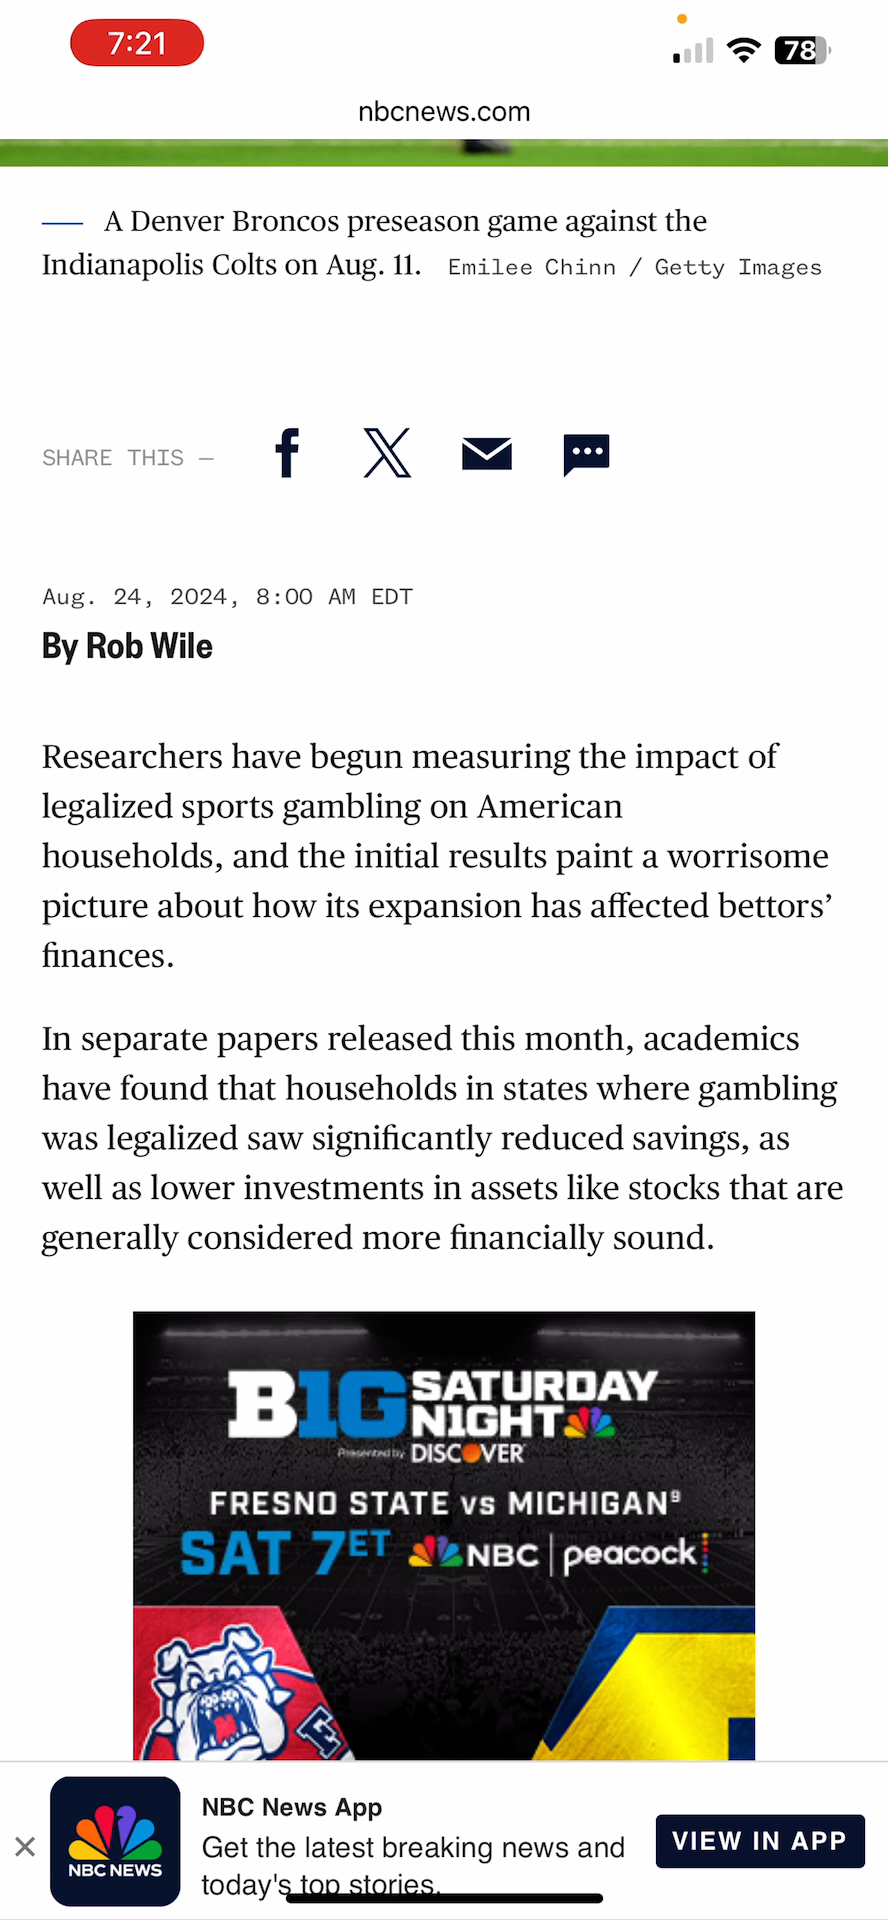 7:21
78
nbcnews.com
A Denver Broncos preseason game against the
Indianapolis Colts on Aug. 11. Emilee Chinn / Getty Images
SHARE THIS —
Aug. 24, 2024, 8:00 AM EDT
By Rob Wile
Researchers have begun measuring the impact of
legalized sports gambling on American
households, and the initial results paint a worrisome
picture about how its expansion has affected bettors’
finances.
In separate papers released this month, academics
have found that households in states where gambling
was legalized saw significantly reduced savings, as
well as lower investments in assets like stocks that are
generally considered more financially sound.
B1G SATURDAY
N1GHT
Presented by DISCOVER
FRESNO STATE vs MICHIGAN⁹
SAT 7ET NBC | peacock
F
NBC News App
Get the latest breaking news and
today's top stories.
NBC NEWS
VIEW IN APP